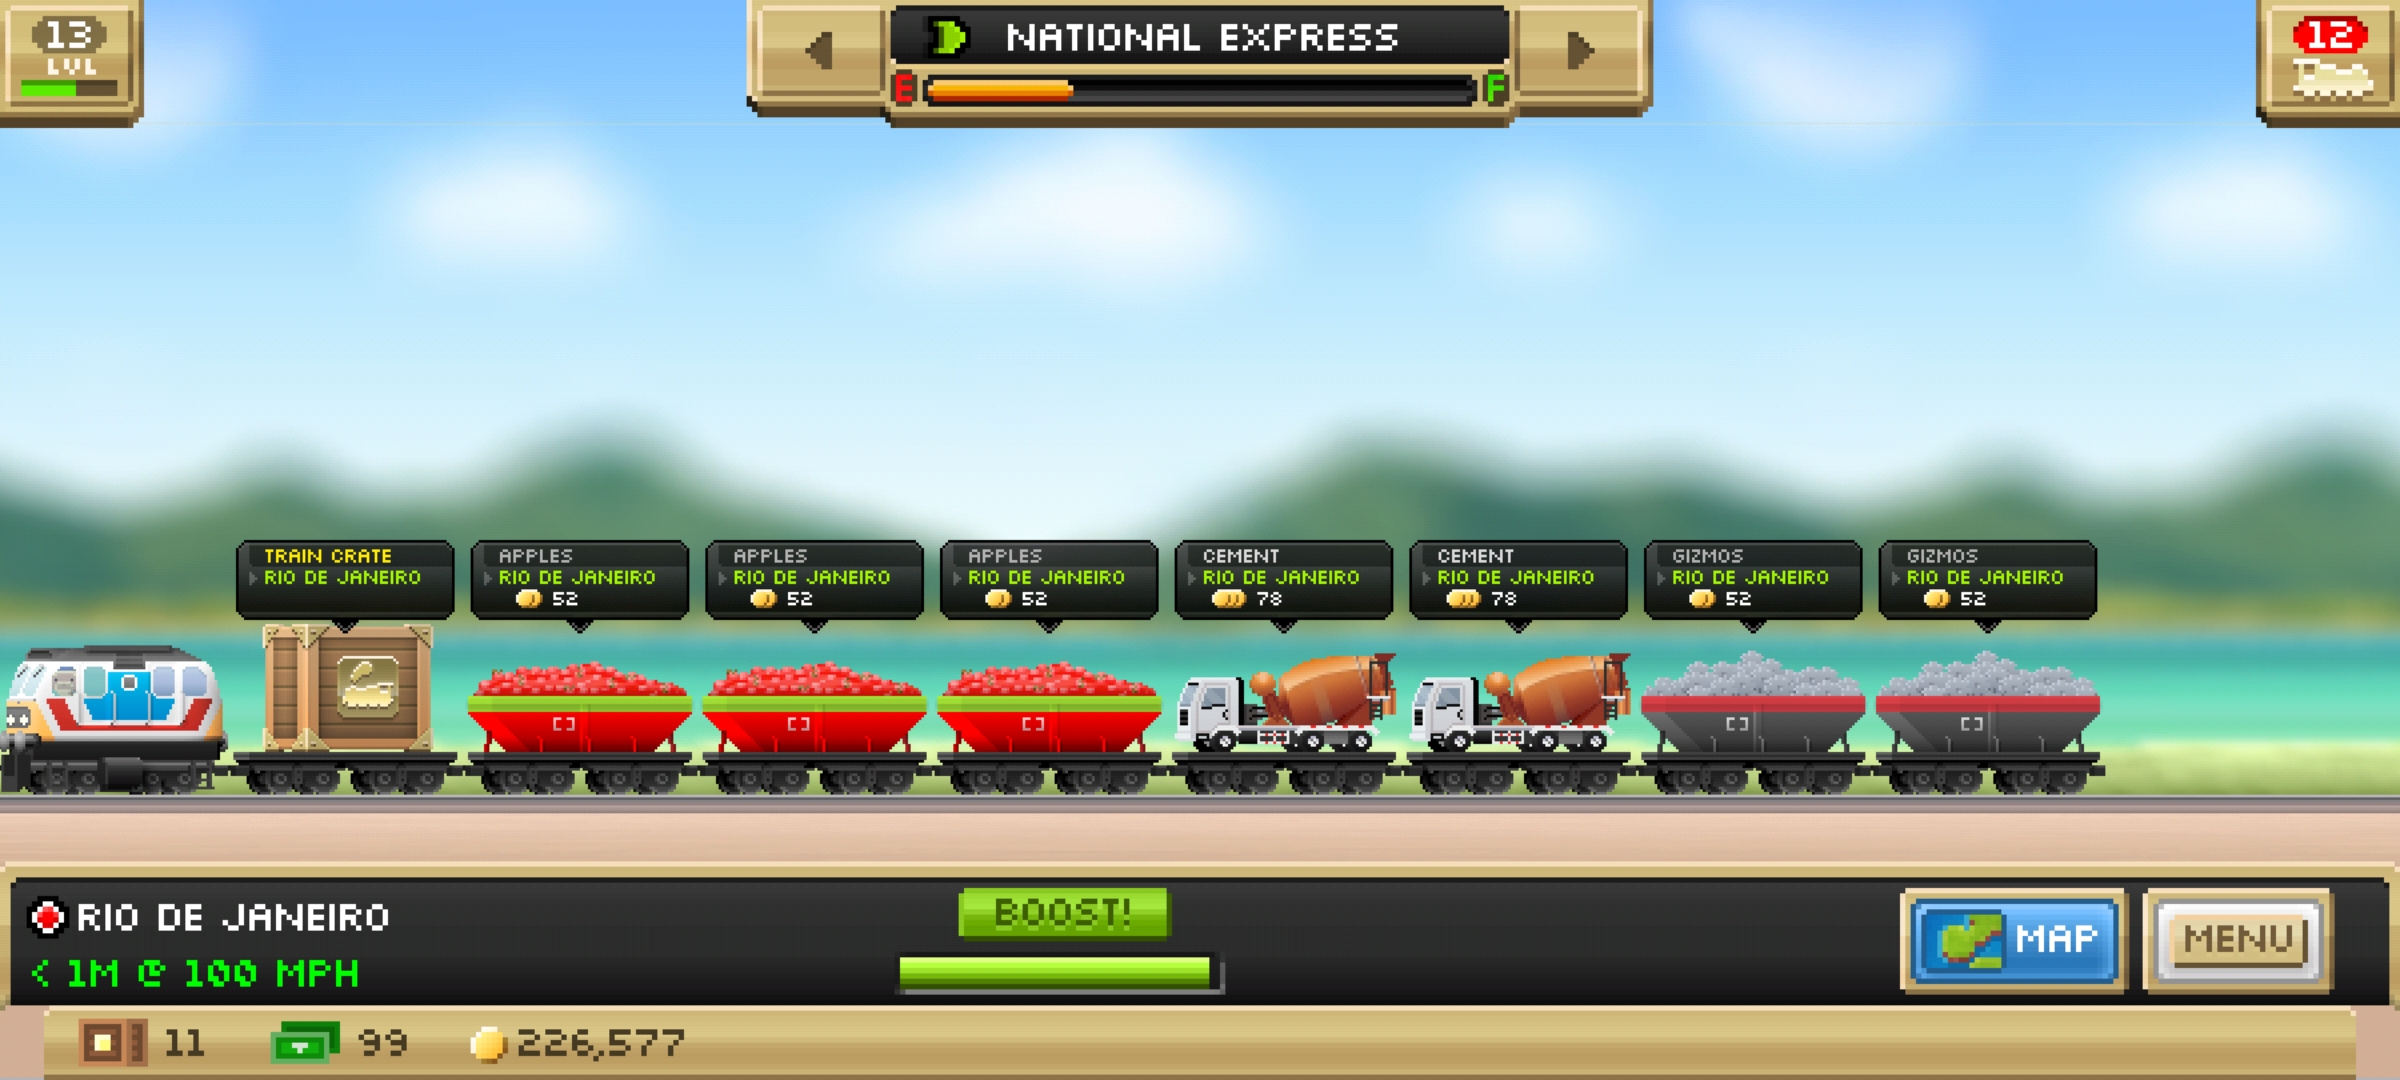 13
LVL
NATIONAL EXPRESS
E
F
12
TRAIN CRATE
RIO DE JANEIRO
APPLES
RIO DE JANEIRO
52
APPLES
RIO DE JANEIRO
52
APPLES
RIO DE JANEIRO
52
CEMENT
RIO DE JANEIRO
78
CEMENT
RIO DE JANEIRO
78
GIZMOS
RIO DE JANEIRO
52
GIZMOS
RIO DE JANEIRO
52
RIO DE JANEIRO
< 1M @ 100 MPH
BOOST!
MAP
MENU
11
99
226,577